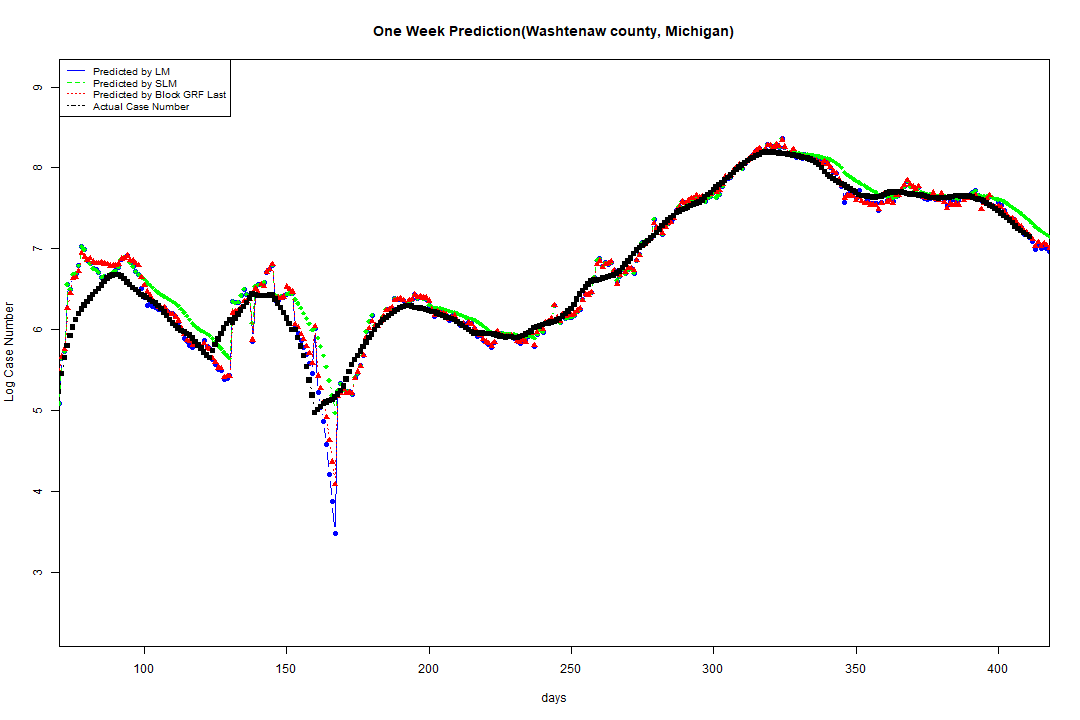 One Week Prediction(Washtenaw county, Michigan)
Predicted by LM
Predicted by SLM
Predicted by Block GRF Last
Actual Case Number
9
8
7
6
5
4
3
Log Case Number
100 150 200 250 300 350 400
days